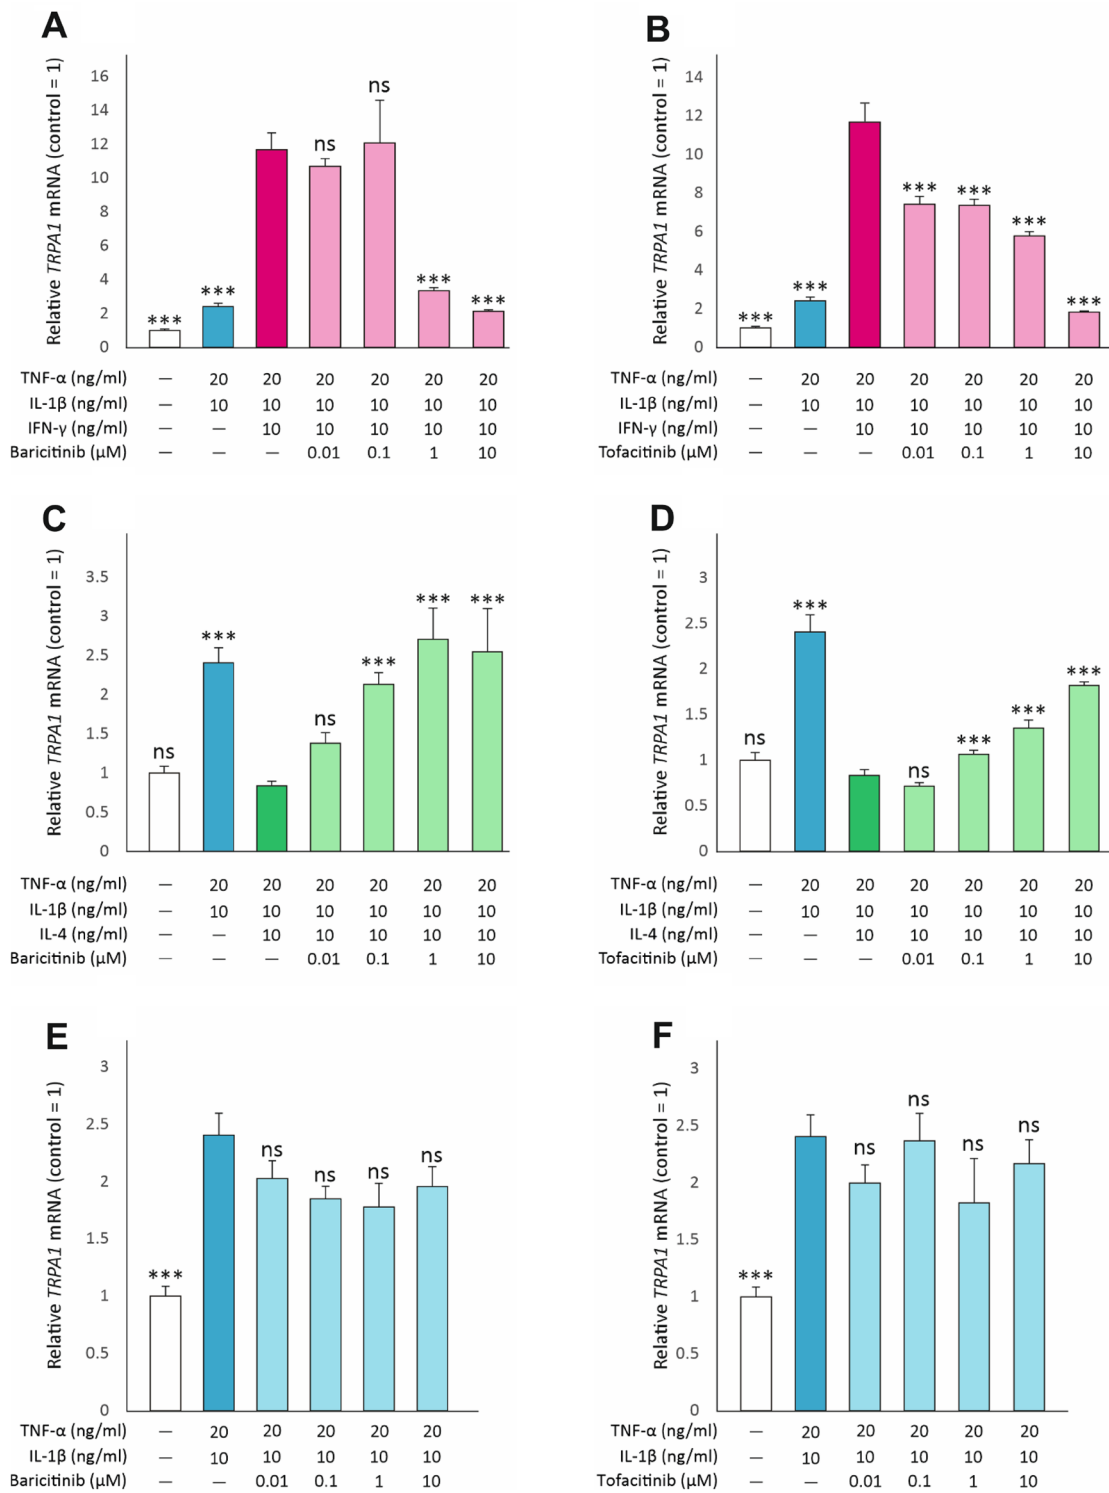 A
Relative TRPA1 mRNA (control = 1)
16
14
12
10
8
6
4
2
0
*** *** ns ns *** ***
TNF-α (ng/ml) — 20 20 20 20 20 20
IL-1β (ng/ml) — 10 10 10 10 10 10
IFN-γ (ng/ml) — — 10 10 10 10 10
Baricitinib (µM) — — — 0.01 0.1 1 10
B
Relative TRPA1 mRNA (control = 1)
14
12
10
8
6
4
2
0
*** *** *** *** *** ***
TNF-α (ng/ml) — 20 20 20 20 20 20
IL-1β (ng/ml) — 10 10 10 10 10 10
IFN-γ (ng/ml) — — 10 10 10 10 10
Tofacitinib (µM) — — — 0.01 0.1 1 10
C
Relative TRPA1 mRNA (control = 1)
3.5
3
2.5
2
1.5
1
0.5
0
ns *** ns *** *** ***
TNF-α (ng/ml) — 20 20 20 20 20 20
IL-1β (ng/ml) — 10 10 10 10 10 10
IL-4 (ng/ml) — — 10 10 10 10 10
Baricitinib (µM) — — — 0.01 0.1 1 10
D
Relative TRPA1 mRNA (control = 1)
3
2.5
2
1.5
1
0.5
0
ns *** ns *** *** ***
TNF-α (ng/ml) — 20 20 20 20 20 20
IL-1β (ng/ml) — 10 10 10 10 10 10
IL-4 (ng/ml) — — 10 10 10 10 10
Tofacitinib (µM) — — — 0.01 0.1 1 10
E
Relative TRPA1 mRNA (control = 1)
3
2.5
2
1.5
1
0.5
0
*** ns ns ns ns
TNF-α (ng/ml) — 20 20 20 20 20
IL-1β (ng/ml) — 10 10 10 10 10
Baricitinib (µM) — — 0.01 0.1 1 10
F
Relative TRPA1 mRNA (control = 1)
3
2.5
2
1.5
1
0.5
0
*** ns ns ns ns
TNF-α (ng/ml) — 20 20 20 20 20
IL-1β (ng/ml) — 10 10 10 10 10
Tofacitinib (µM) — — 0.01 0.1 1 10